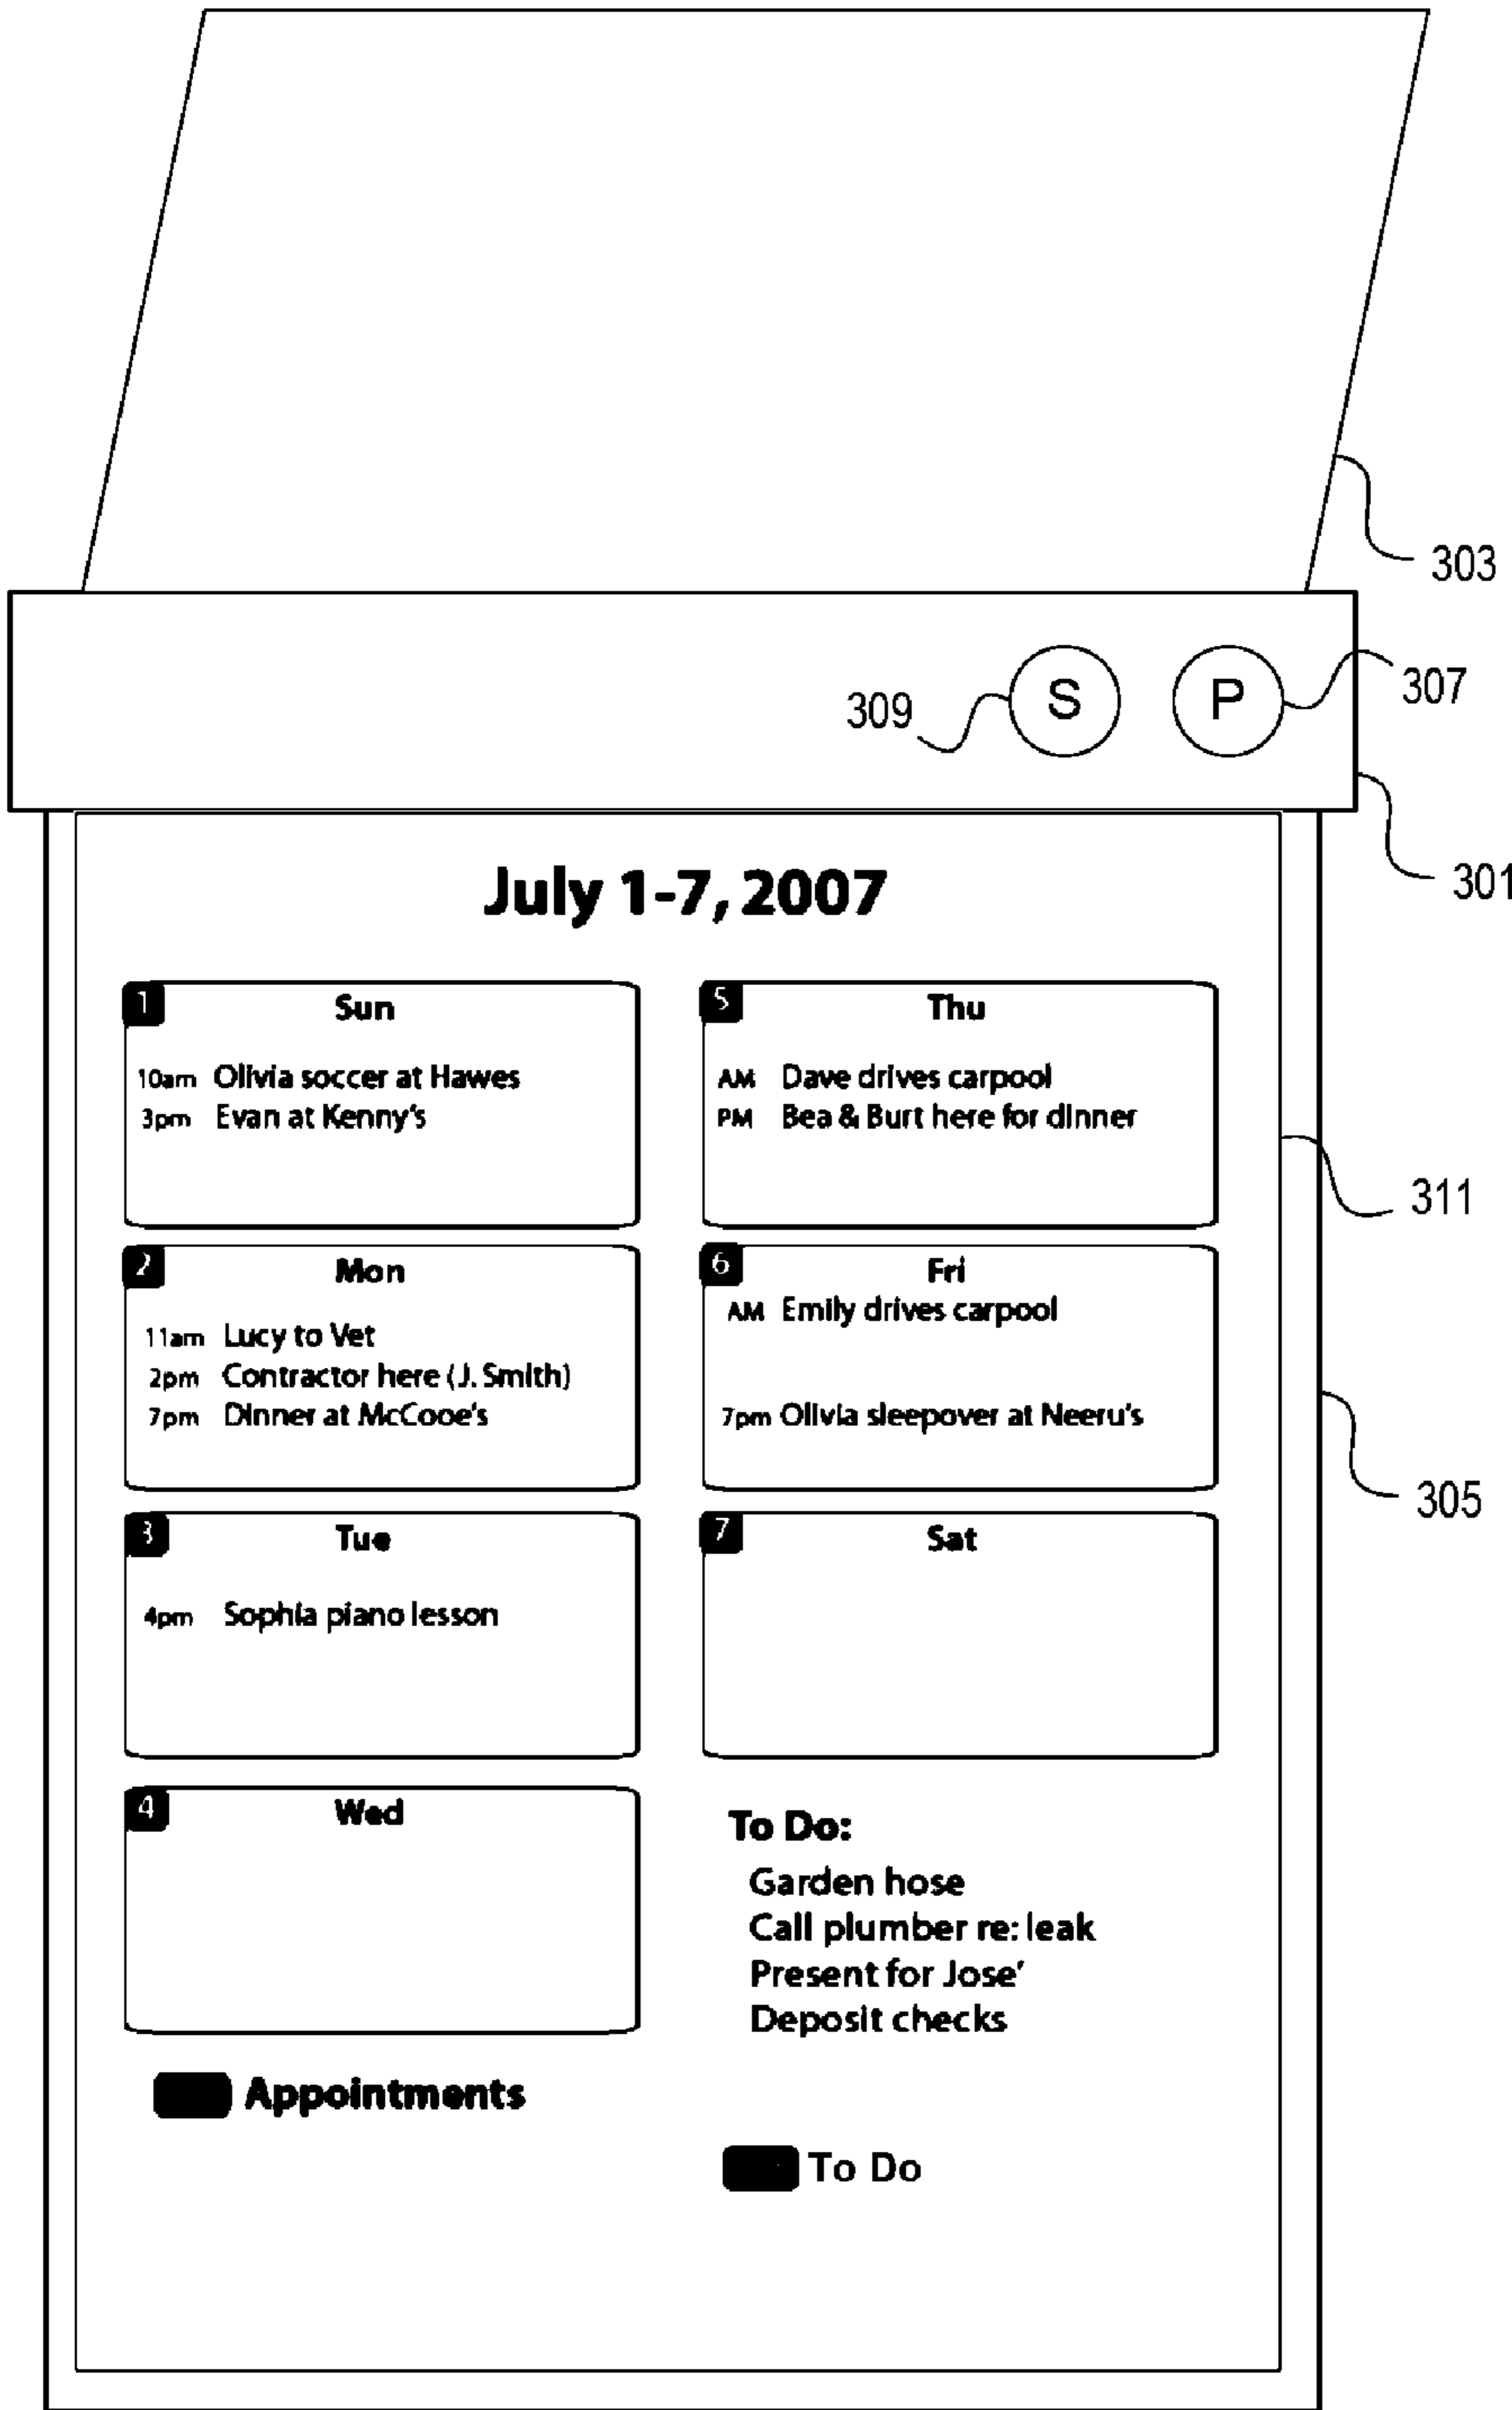 303
S
P
309
307
301
July 1-7, 2007
1 Sun
10am Olivia soccer at Hawes
3pm Evan at Kenny's
5 Thu
AM Dave drives carpool
PM Bea & Burt here for dinner
311
2 Mon
11am Lucy to Vet
2pm Contractor here (J. Smith)
7pm Dinner at McCooe's
6 Fri
AM Emily drives carpool
7pm Olivia sleepover at Neeru's
305
3 Tue
4pm Sophia piano lesson
7 Sat
4 Wed
To Do:
Garden hose
Call plumber re: leak
Present for Jose'
Deposit checks
Appointments
To Do